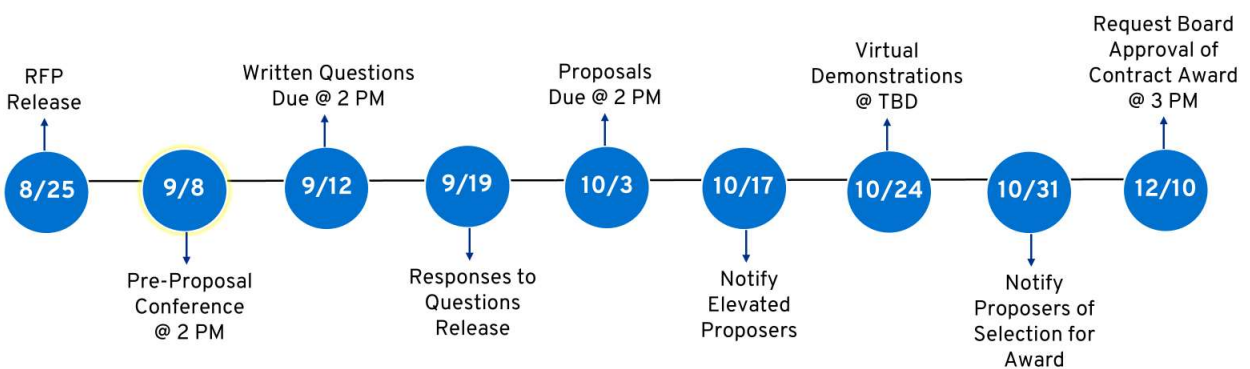 RFP
Release
8/25
9/8
Pre-Proposal
Conference
@ 2 PM
Written Questions
Due @ 2 PM
9/12
9/19
Responses to
Questions
Release
Proposals
Due @ 2 PM
10/3
10/17
Notify
Elevated
Proposers
Virtual
Demonstrations
@ TBD
10/24
10/31
Notify
Proposers of
Selection for
Award
Request Board
Approval of
Contract Award
@ 3 PM
12/10